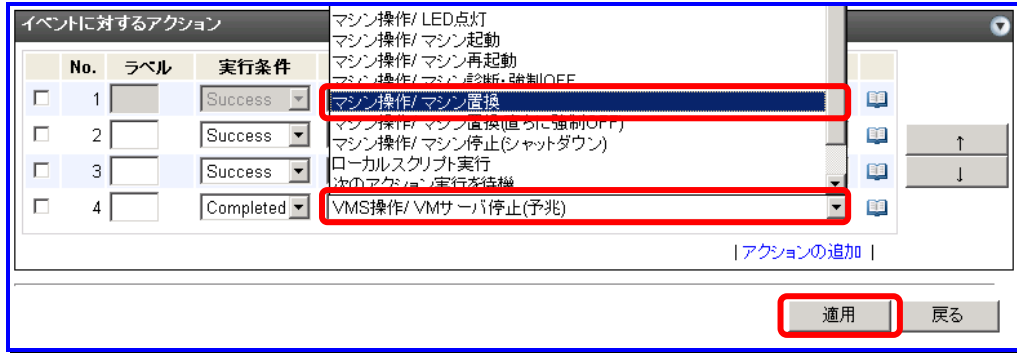 イベントに対するアクション
No. ラベル 実行条件
マシン操作/ LED点灯
マシン操作/ マシン起動
マシン操作/ マシン再起動
マシン操作/ マシン診断・強制OFF
マシン操作/ マシン置換
マシン操作/ マシン置換(直ちに強制OFF)
マシン操作/ マシン停止(シャットダウン)
ローカルスクリプト実行
次のアクション実行を待機
1 Success
2 Success
3 Success
4 Completed VMS操作/ VMサーバ停止(予兆)
↑
↓
| アクションの追加 |
適用 戻る